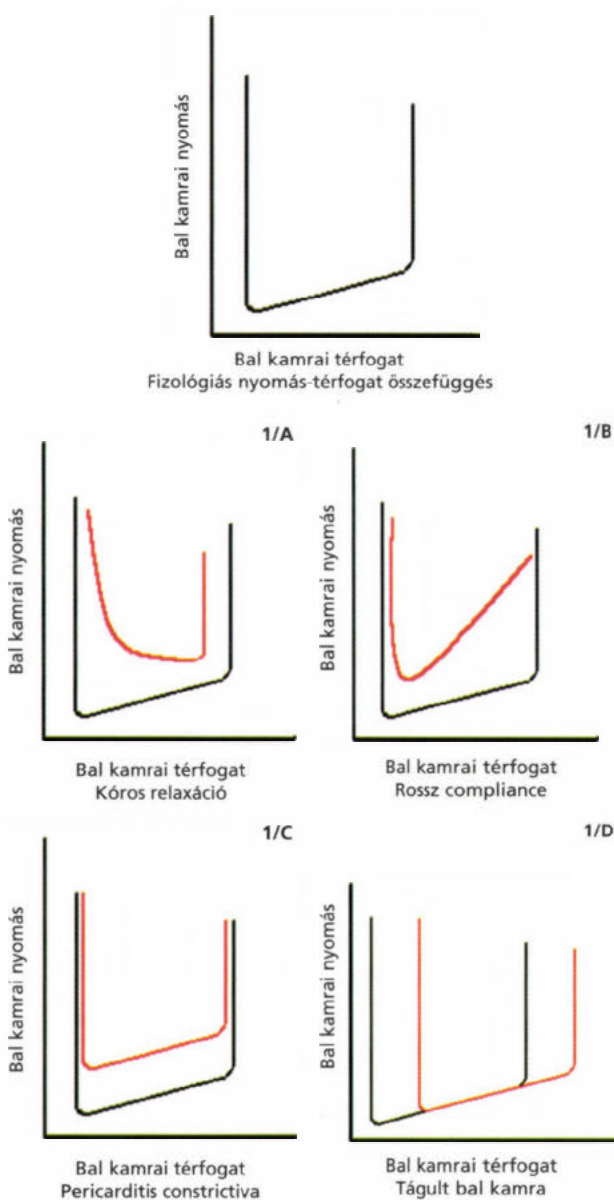 Bal kamrai nyomás
Bal kamrai térfogat
Fizológiás nyomás-térfogat összefüggés
1/A
Bal kamrai nyomás
Bal kamrai térfogat
Kóros relaxáció
1/B
Bal kamrai nyomás
Bal kamrai térfogat
Rossz compliance
1/C
Bal kamrai nyomás
Bal kamrai térfogat
Pericarditis constrictiva
1/D
Bal kamrai nyomás
Bal kamrai térfogat
Tágult bal kamra